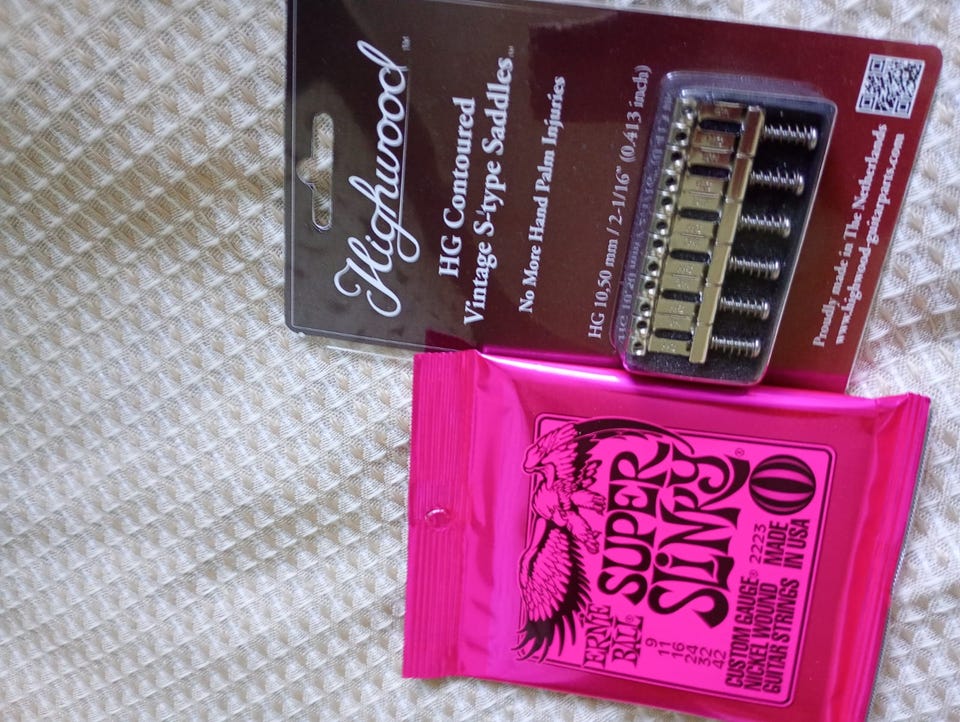 Highwood™
HG Contoured
Vintage S-type Saddles™
No More Hand Palm Injuries
HG 10,50 mm / 2-1/16" (0.413 inch)
Proudly made in The Netherlands
www.highwood-guitarparts.com
ERNIE
BALL®
SUPER
SLINKY®
9
11
16
24
32
42
CUSTOM GAUGE® 2223
NICKEL WOUND
GUITAR STRINGS
MADE
IN USA